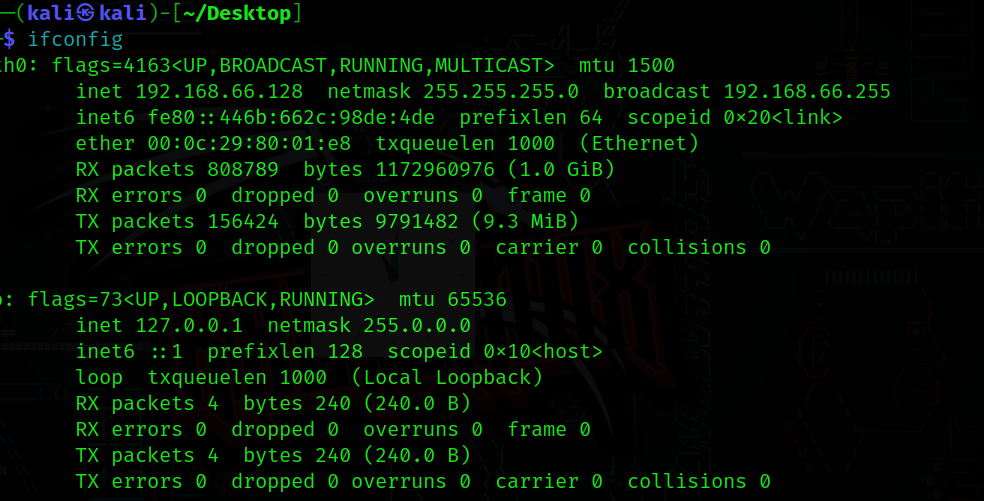 ─(kali㉿kali)-[~/Desktop]
$ ifconfig
th0: flags=4163<UP,BROADCAST,RUNNING,MULTICAST>  mtu 1500
inet 192.168.66.128  netmask 255.255.255.0  broadcast 192.168.66.255
inet6 fe80::446b:662c:98de:4de  prefixlen 64  scopeid 0×20<link>
ether 00:0c:29:80:01:e8  txqueuelen 1000  (Ethernet)
RX packets 808789  bytes 1172960976 (1.0 GiB)
RX errors 0  dropped 0  overruns 0  frame 0
TX packets 156424  bytes 9791482 (9.3 MiB)
TX errors 0  dropped 0 overruns 0  carrier 0  collisions 0
o: flags=73<UP,LOOPBACK,RUNNING>  mtu 65536
inet 127.0.0.1  netmask 255.0.0.0
inet6 ::1  prefixlen 128  scopeid 0×10<host>
loop  txqueuelen 1000  (Local Loopback)
RX packets 4  bytes 240 (240.0 B)
RX errors 0  dropped 0  overruns 0  frame 0
TX packets 4  bytes 240 (240.0 B)
TX errors 0  dropped 0 overruns 0  carrier 0  collisions 0